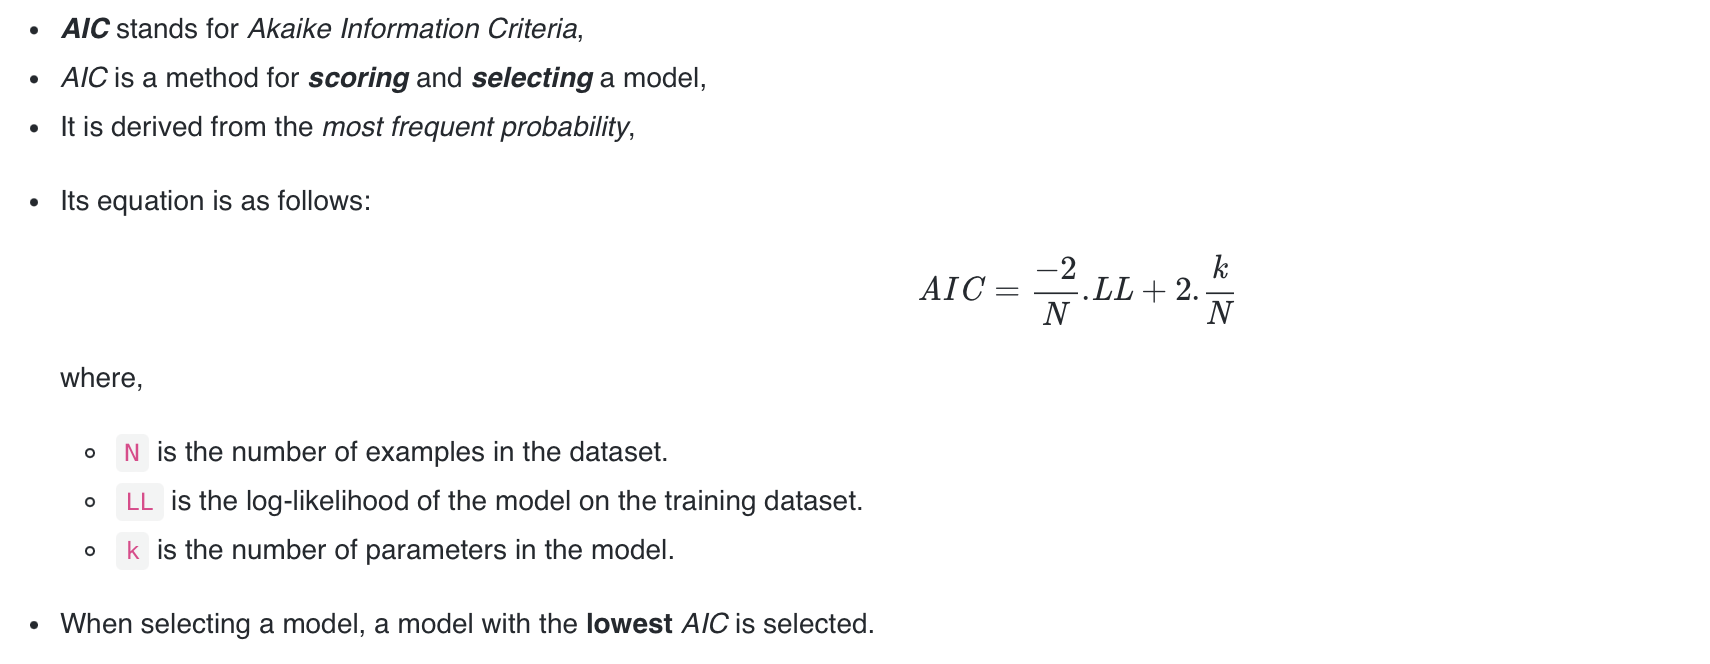 • AIC stands for Akaike Information Criteria,
• AIC is a method for scoring and selecting a model,
• It is derived from the most frequent probability,
• Its equation is as follows:
AIC = \frac{-2}{N}.LL + 2.\frac{k}{N}
where,
◦ N is the number of examples in the dataset.
◦ LL is the log-likelihood of the model on the training dataset.
◦ k is the number of parameters in the model.
• When selecting a model, a model with the lowest AIC is selected.